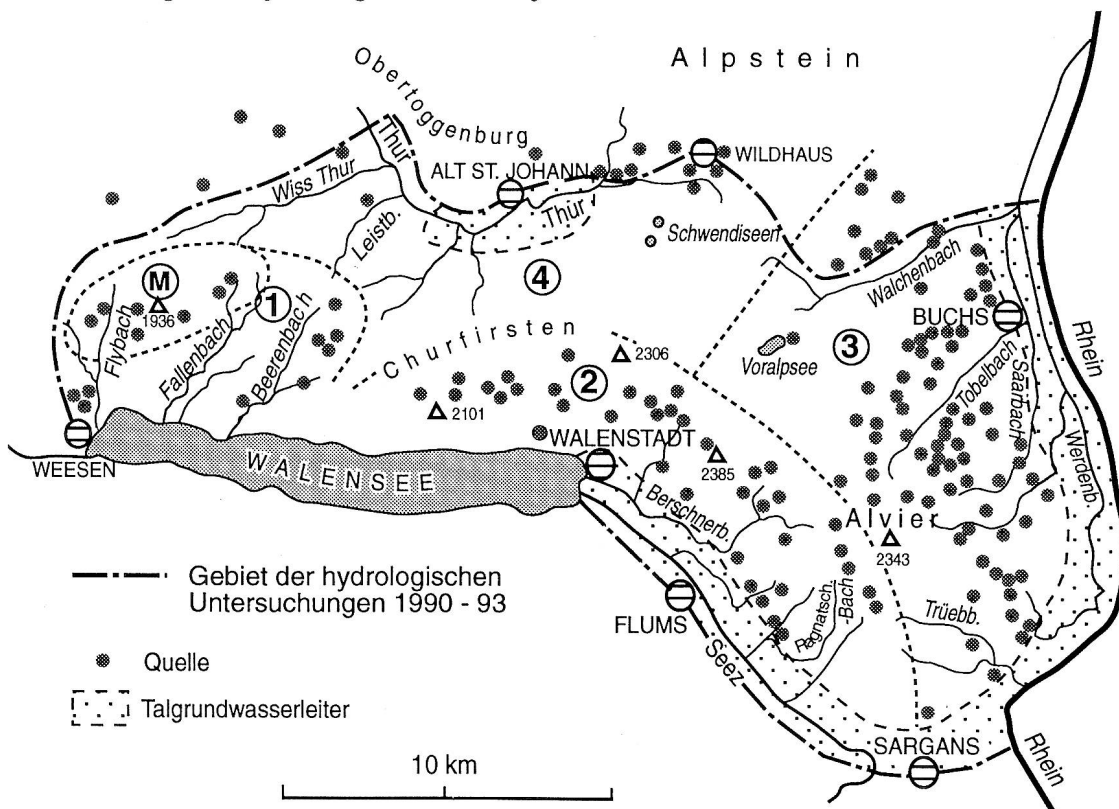 Alpstein
Obertoggenburg
Thur
Wiss Thur
ALT ST. JOHANN
WILDHAUS
Leistb.
Thur
Schwendiseen
M
1936
1
4
Walchenbach
BUCHS
Flybach
Fallenbach
Beerenbach
Churfirsten
2306
Voralpsee
3
Rhein
2
2101
Tobelbach
Saarbach
WEESEN
WALENSEE
WALENSTADT
2385
Berschnerb.
Werdenb.
Alvier
2343
Gebiet der hydrologischen
Untersuchungen 1990 - 93
FLUMS
Ragnatsch.
-Bach
Trüebb.
Quelle
Seez
Talgrundwasserleiter
SARGANS
10 km
Rhein